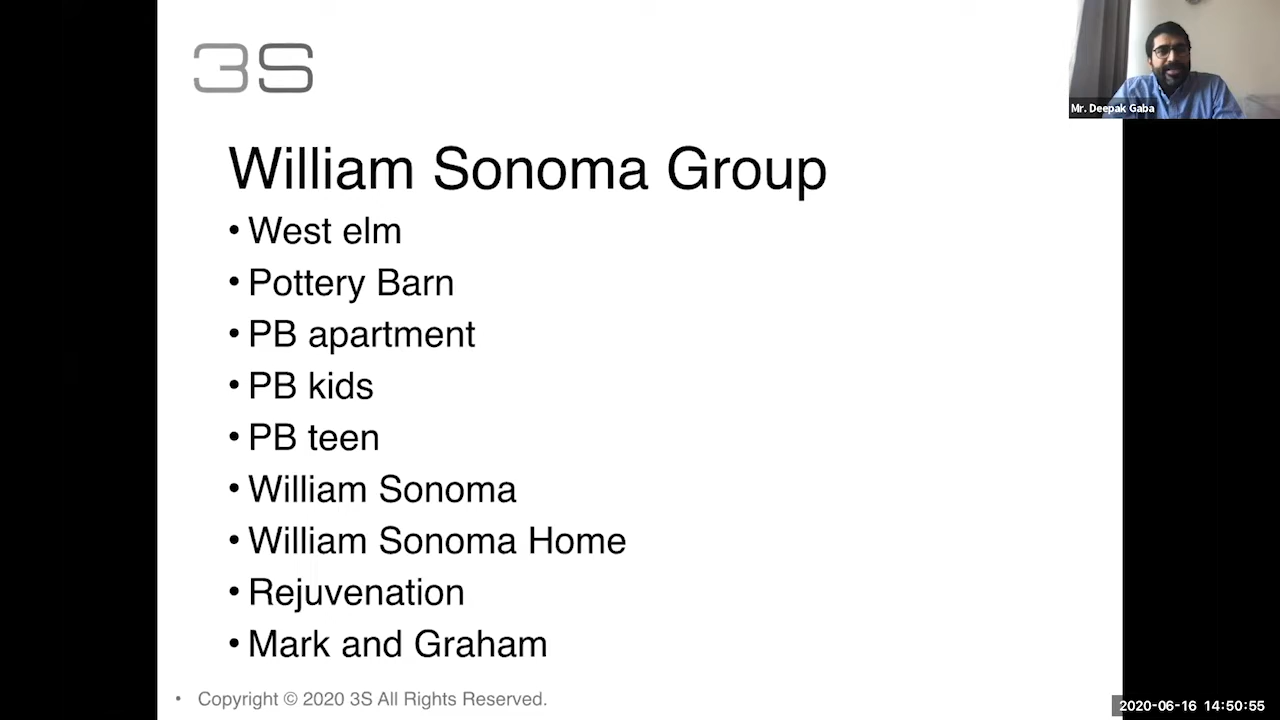 3S
Mr. Deepak Gaba
William Sonoma Group
• West elm
• Pottery Barn
• PB apartment
• PB kids
• PB teen
• William Sonoma
• William Sonoma Home
• Rejuvenation
• Mark and Graham
• Copyright © 2020 3S All Rights Reserved.
2020-06-16 14:50:55